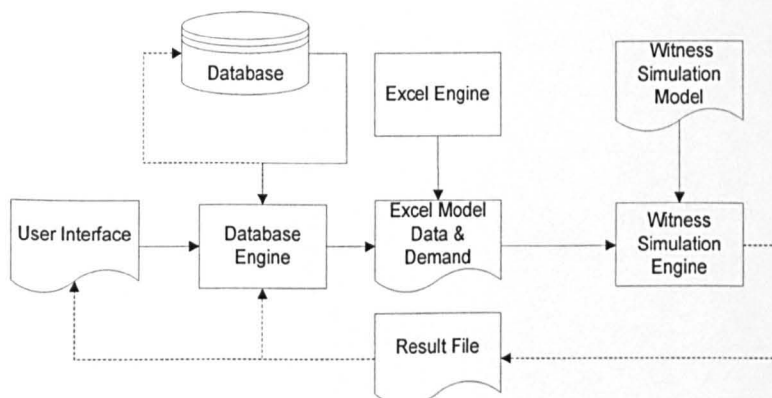 Database
Excel Engine
Witness
Simulation
Model
User Interface
Database
Engine
Excel Model
Data &
Demand
Witness
Simulation
Engine
Result File